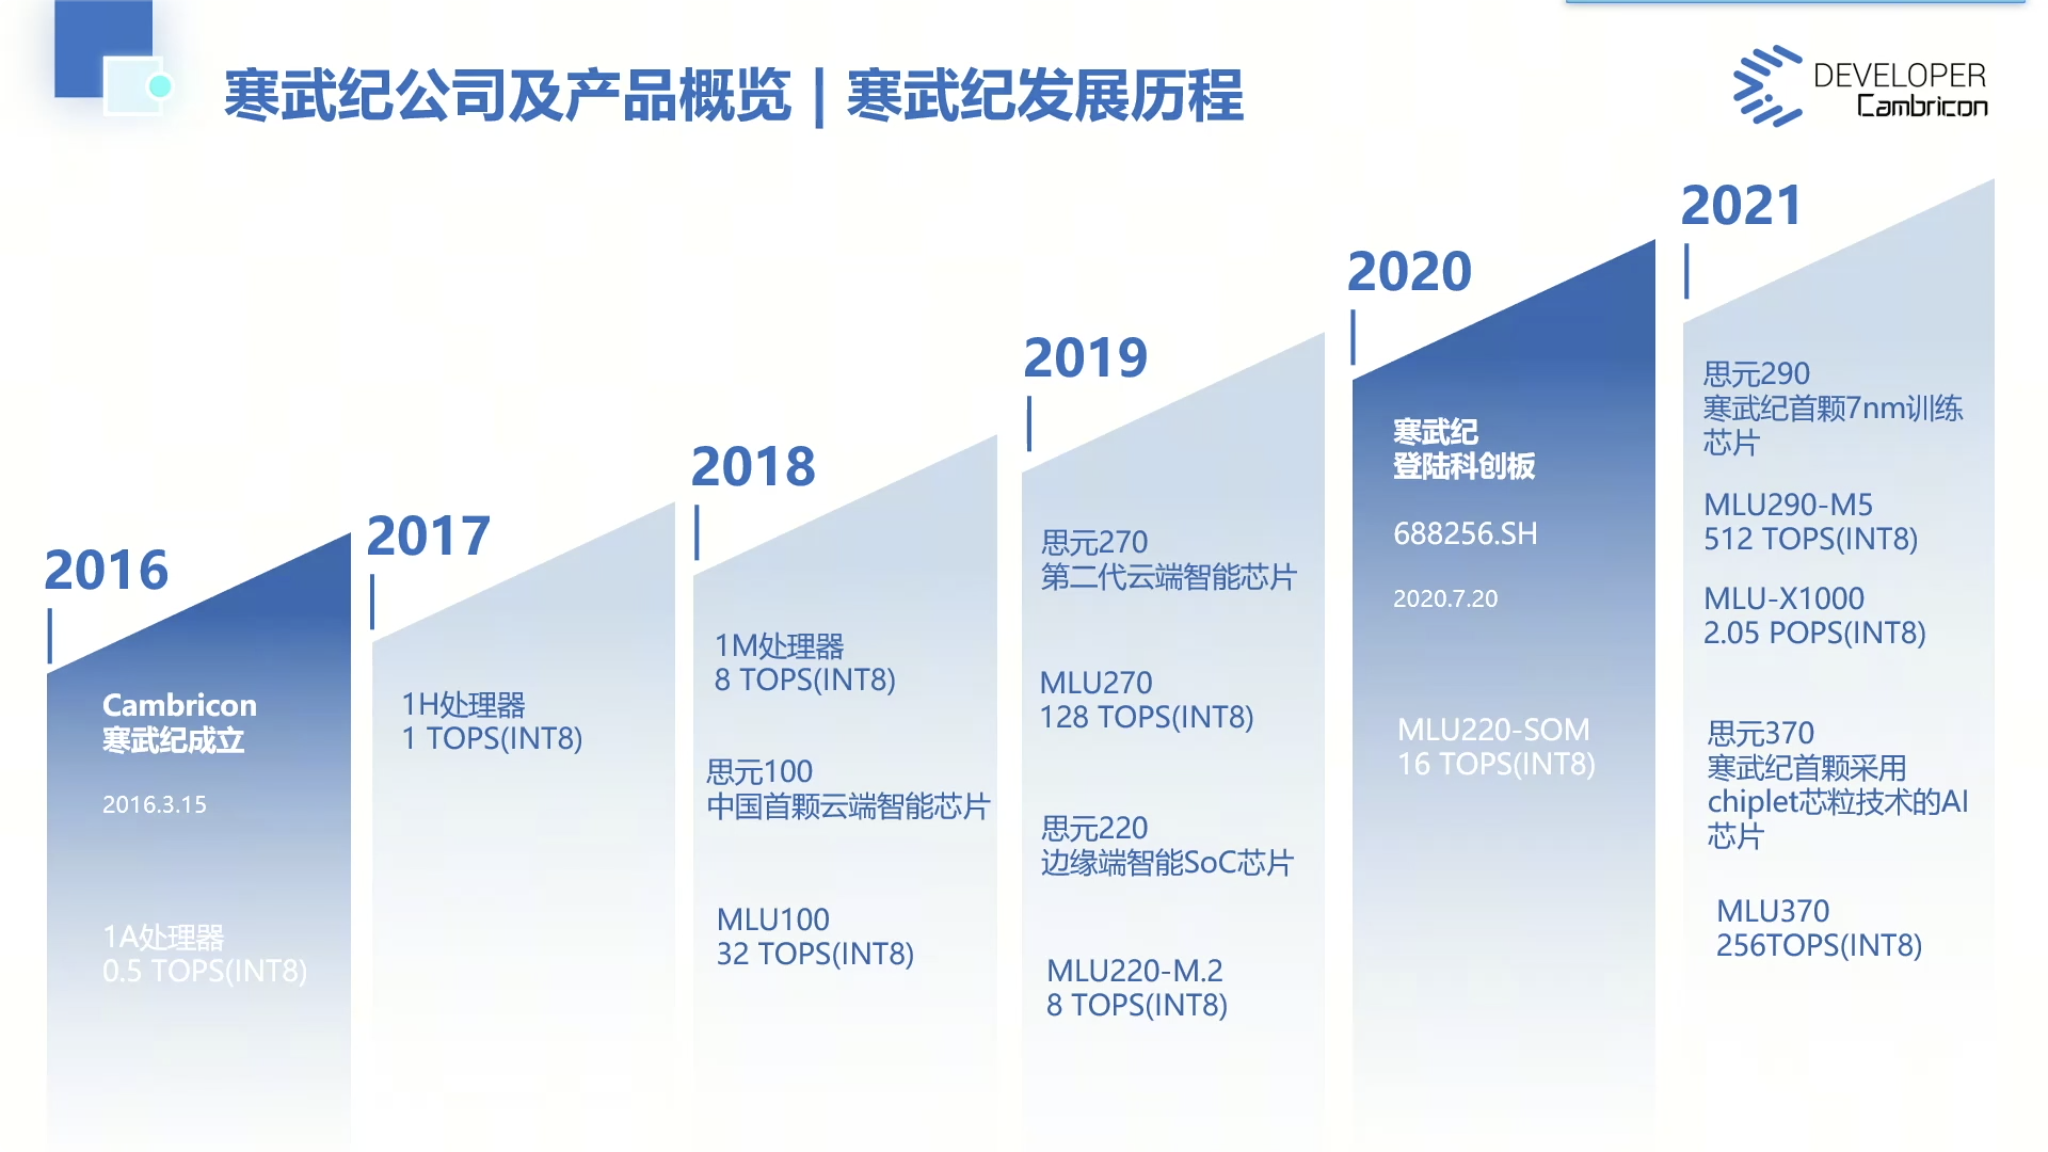 寒武纪公司及产品概览 | 寒武纪发展历程
DEVELOPER
Cambricon
2016
Cambricon
寒武纪成立
2016.3.15
1A处理器
0.5 TOPS(INT8)
2017
1H处理器
1 TOPS(INT8)
2018
1M处理器
8 TOPS(INT8)
思元100
中国首颗云端智能芯片
MLU100
32 TOPS(INT8)
2019
思元270
第二代云端智能芯片
MLU270
128 TOPS(INT8)
思元220
边缘端智能SoC芯片
MLU220-M.2
8 TOPS(INT8)
2020
寒武纪
登陆科创板
688256.SH
2020.7.20
MLU220-SOM
16 TOPS(INT8)
2021
思元290
寒武纪首颗7nm训练
芯片
MLU290-M5
512 TOPS(INT8)
MLU-X1000
2.05 POPS(INT8)
思元370
寒武纪首颗采用
chiplet芯粒技术的AI
芯片
MLU370
256TOPS(INT8)